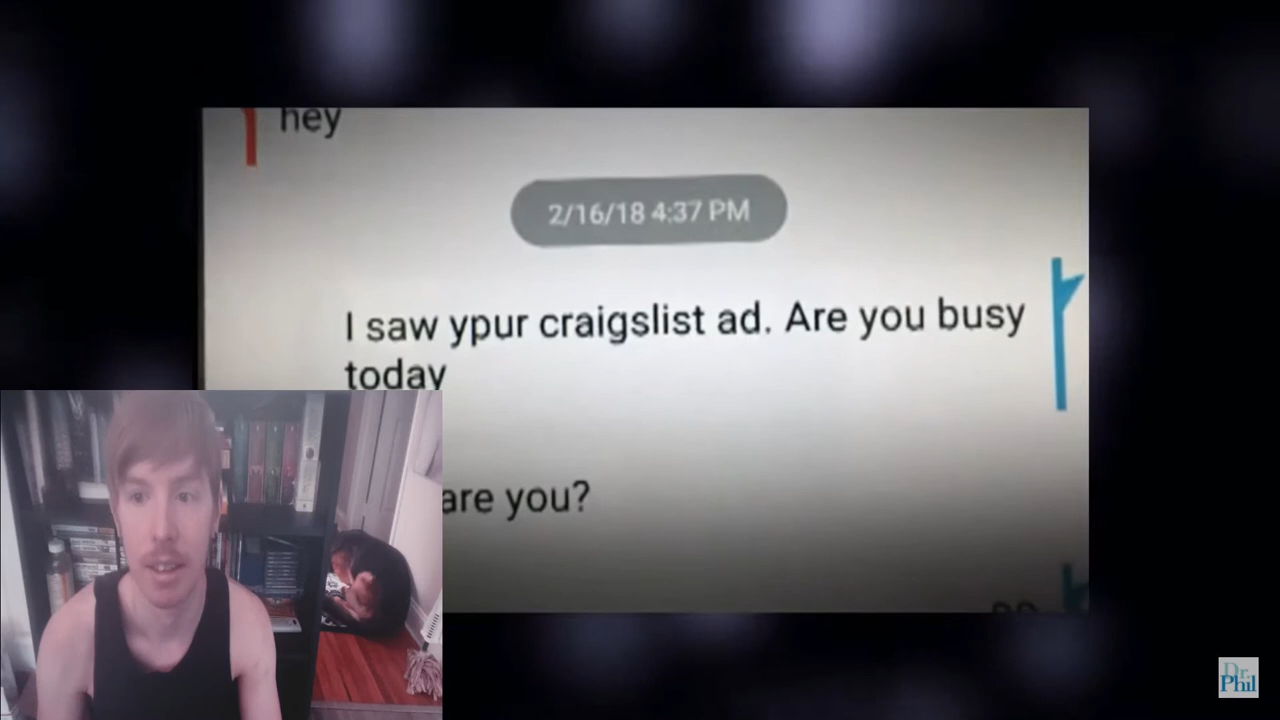 hey
2/16/18 4:37 PM
I saw ypur craigslist ad. Are you busy
today
are you?
Dr.
Phil